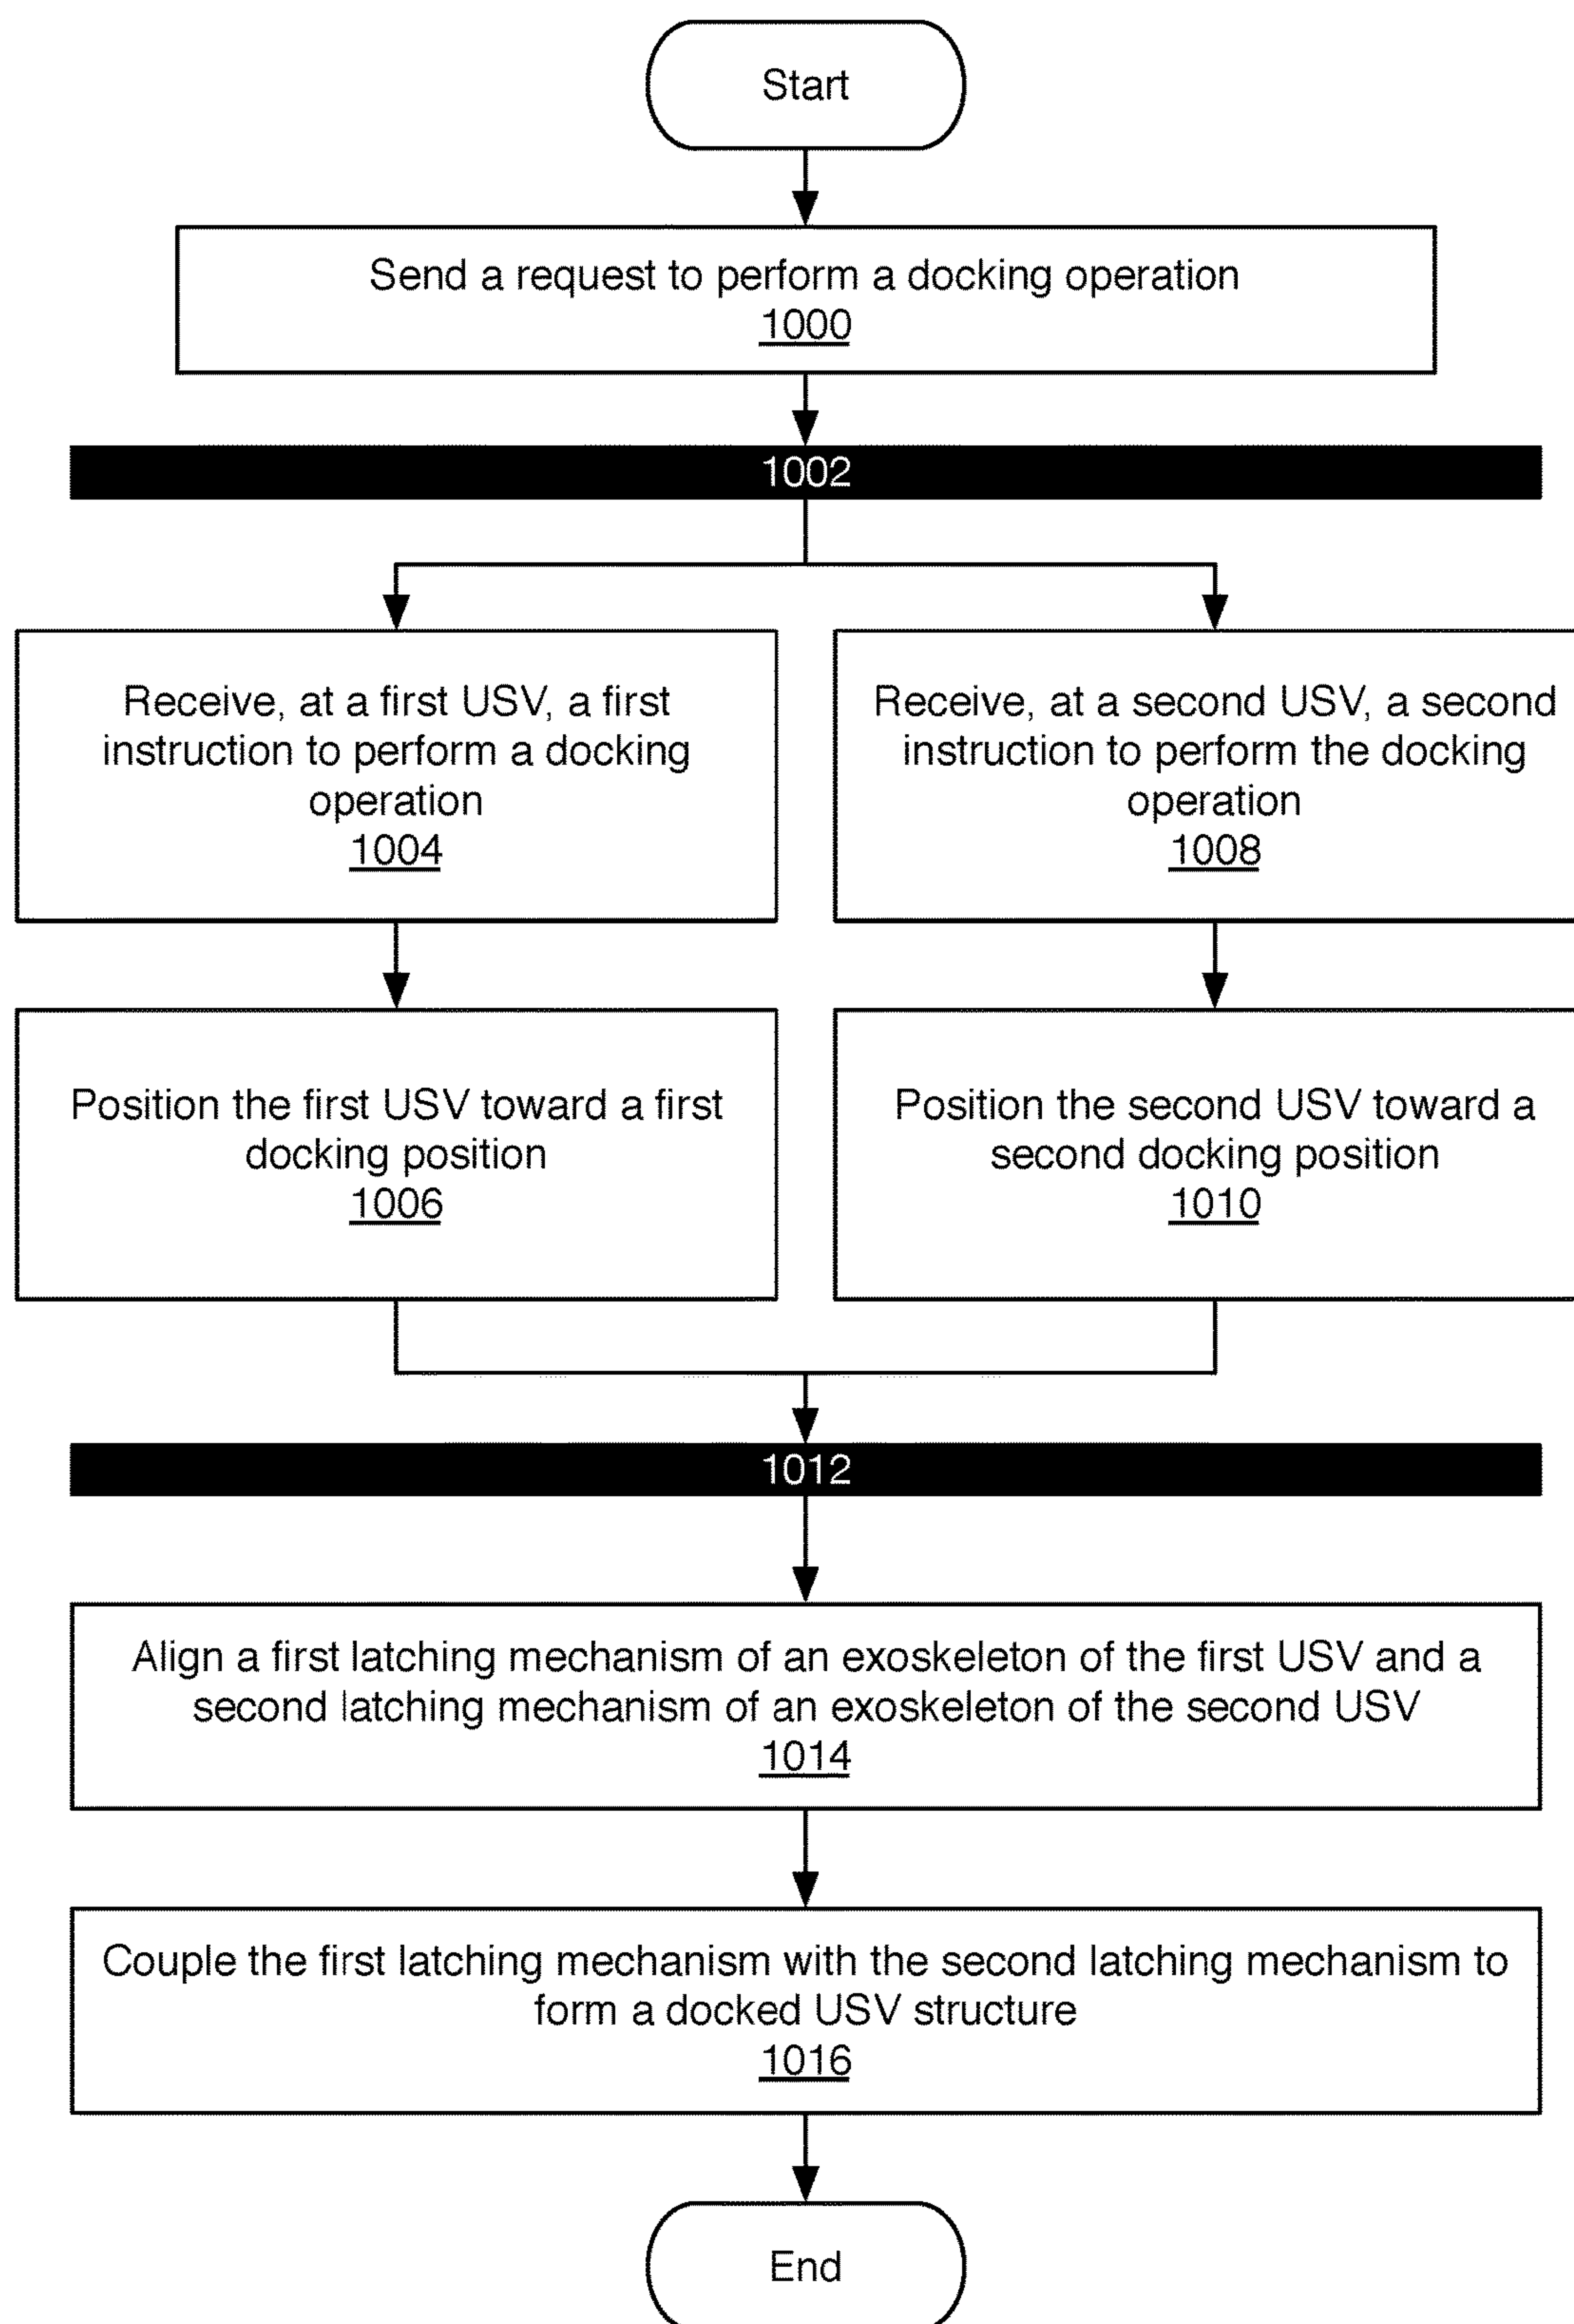 Start
Send a request to perform a docking operation
1000
1002
Receive, at a first USV, a first
instruction to perform a docking
operation
1004
Receive, at a second USV, a second
instruction to perform the docking
operation
1008
Position the first USV toward a first
docking position
1006
Position the second USV toward a
second docking position
1010
1012
Align a first latching mechanism of an exoskeleton of the first USV and a
second latching mechanism of an exoskeleton of the second USV
1014
Couple the first latching mechanism with the second latching mechanism to
form a docked USV structure
1016
End